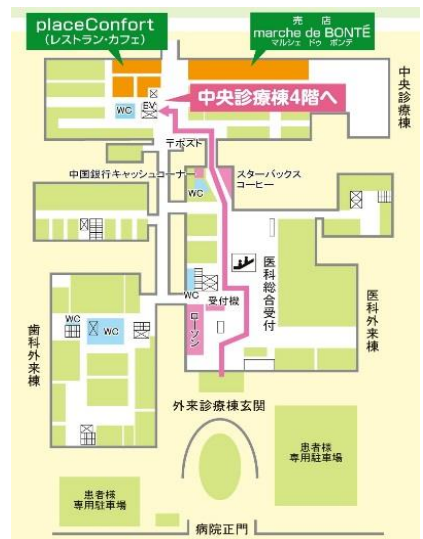 placeConfort
(レストラン・カフェ)
売店
marche de BONTÉ
マルシェ ドゥ ボンテ
中央診療棟
EV
WC
中央診療棟4階へ
〒ポスト
中国銀行キャッシュコーナー
スターバックス
コーヒー
WC
医科総合受付
WC
受付機
ローソン
医科外来棟
歯科外来棟
WC
WC
外来診療棟玄関
患者様
専用駐車場
患者様
専用駐車場
病院正門